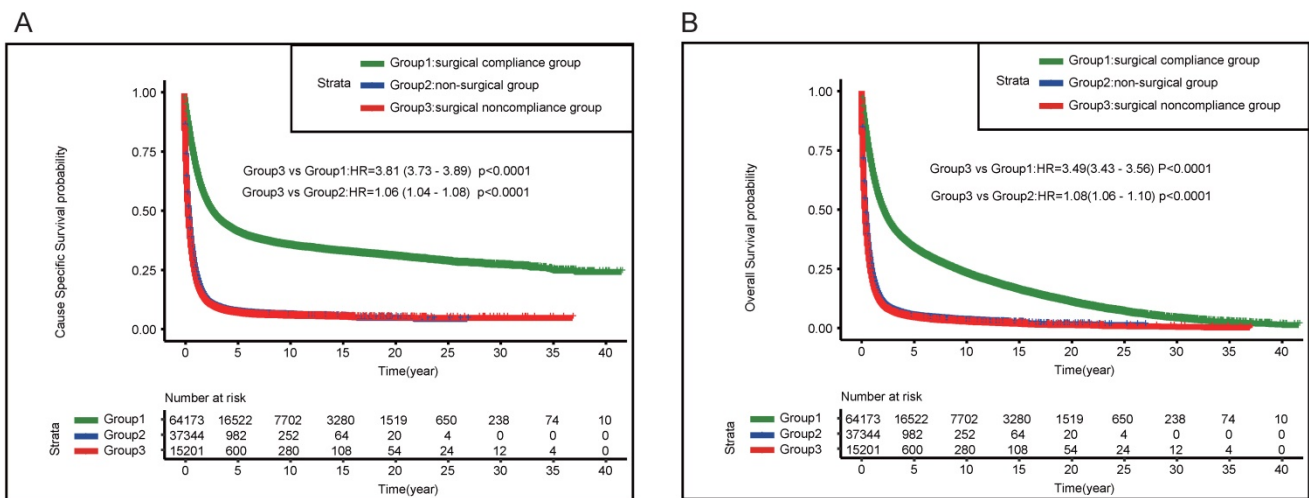 A
Group1:surgical compliance group
Strata Group2:non-surgical group
Group3:surgical noncompliance group
Cause Specific Survival probability
1.00
0.75
0.50
0.25
0.00
Group3 vs Group1:HR=3.81 (3.73 - 3.89) p<0.0001
Group3 vs Group2:HR=1.06 (1.04 - 1.08) p<0.0001
0 5 10 15 20 25 30 35 40
Time(year)
Number at risk
Strata
Group1 64173 16522 7702 3280 1519 650 238 74 10
Group2 37344 982 252 64 20 4 0 0 0
Group3 15201 600 280 108 54 24 12 4 0
0 5 10 15 20 25 30 35 40
Time(year)
B
Group1:surgical compliance group
Strata Group2:non-surgical group
Group3:surgical noncompliance group
Overall Survival probability
1.00
0.75
0.50
0.25
0.00
Group3 vs Group1:HR=3.49(3.43 - 3.56) P<0.0001
Group3 vs Group2:HR=1.08(1.06 - 1.10) p<0.0001
0 5 10 15 20 25 30 35 40
Time(year)
Number at risk
Strata
Group1 64173 16522 7702 3280 1519 650 238 74 10
Group2 37344 982 252 64 20 4 0 0 0
Group3 15201 600 280 108 54 24 12 4 0
0 5 10 15 20 25 30 35 40
Time(year)